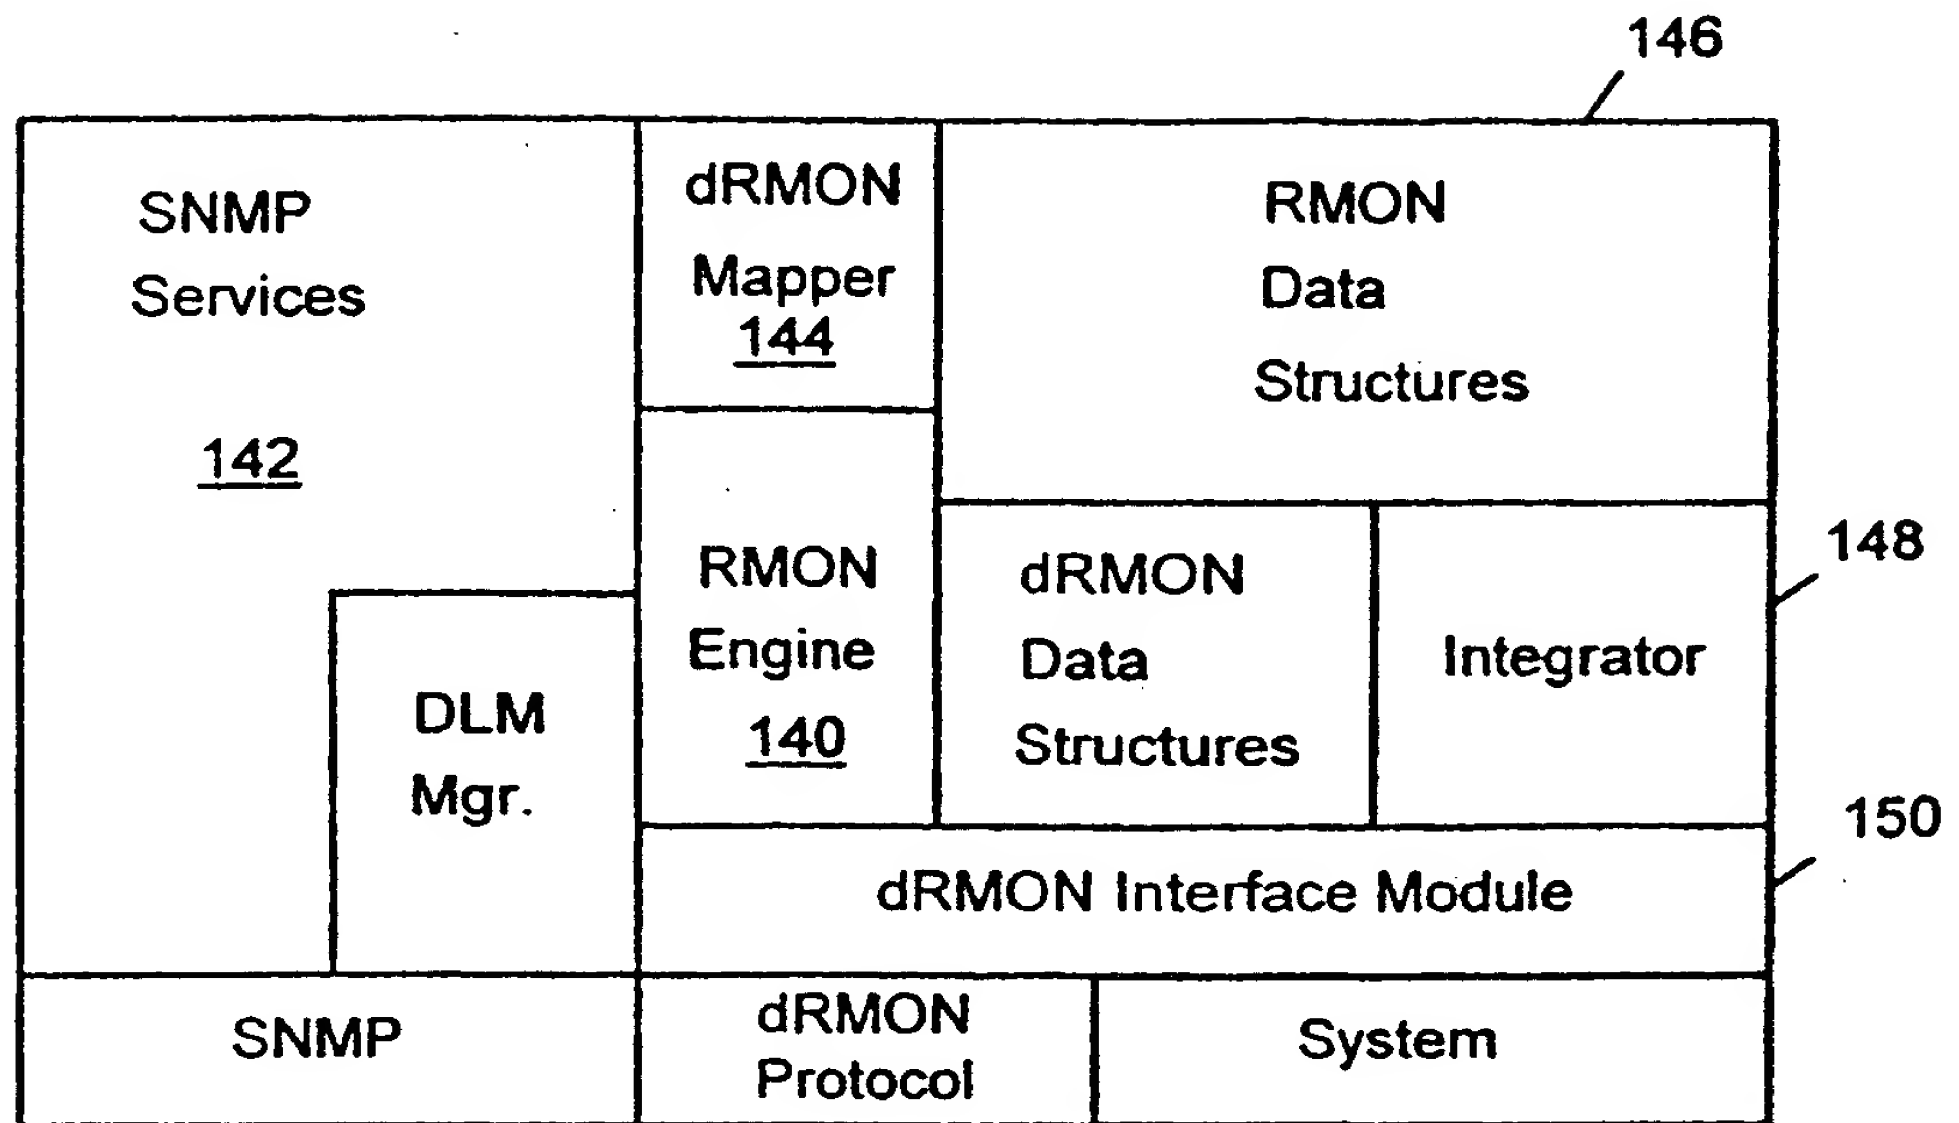 146
SNMP
Services
142
dRMON
Mapper
144
RMON
Data
Structures
RMON
Engine
140
dRMON
Data
Structures
Integrator
148
DLM
Mgr.
dRMON Interface Module
150
SNMP
dRMON
Protocol
System